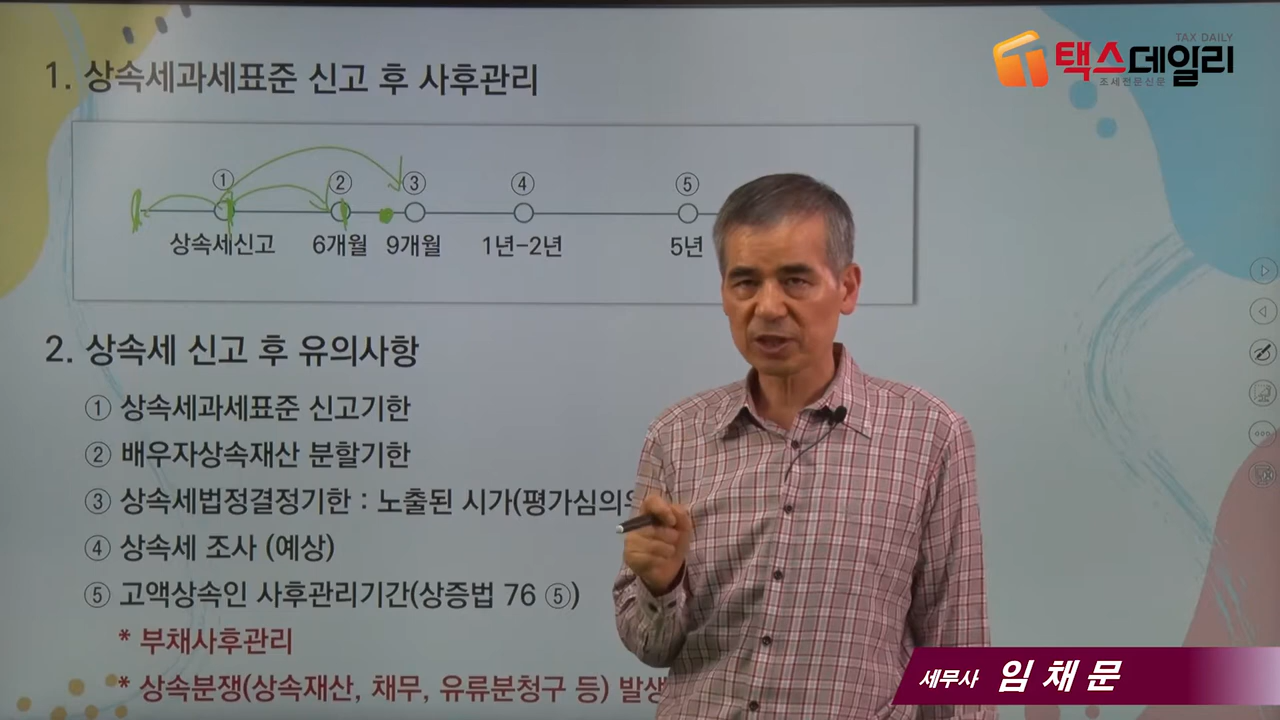 1. 상속세과세표준 신고 후 사후관리
TAX DAILY
택스데일리
조세전문신문
① ② ③ ④ ⑤
상속세신고 6개월 9개월 1년-2년 5년
2. 상속세 신고 후 유의사항
① 상속세과세표준 신고기한
② 배우자상속재산 분할기한
③ 상속세법정결정기한 : 노출된 시가(평가심의
④ 상속세 조사 (예상)
⑤ 고액상속인 사후관리기간(상증법 76 ⑤)
* 부채사후관리
* 상속분쟁(상속재산, 채무, 유류분청구 등) 발생
세무사 임채문